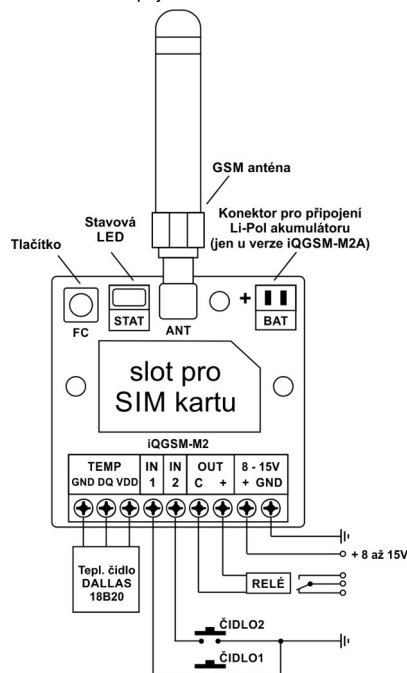 GSM anténa
Stavová
LED
Konektor pro připojení
Li-Pol akumulátoru
(jen u verze iQGSM-M2A)
Tlačítko
+
FC
STAT
ANT
BAT
slot pro
SIM kartu
iQGSM-M2
TEMP
IN
IN
OUT
8 - 15V
GND DQ VDD
1
2
C +
+ GND
Tepl. čidlo
DALLAS
18B20
+ 8 až 15V
RELÉ
ČIDLO2
ČIDLO1